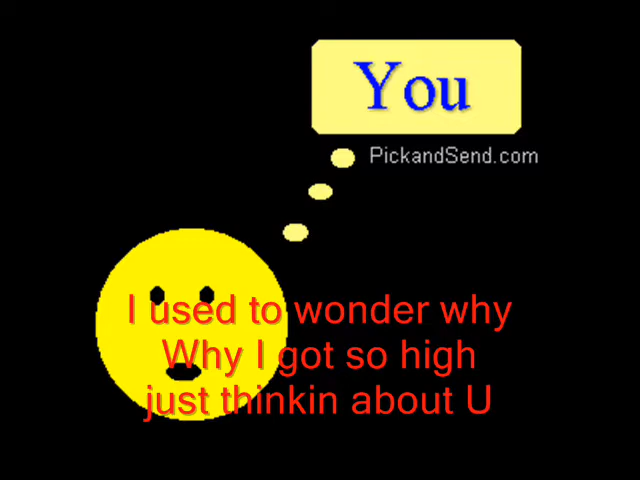 You
PickandSend.com
I used to wonder why
Why I got so high
just thinkin about U